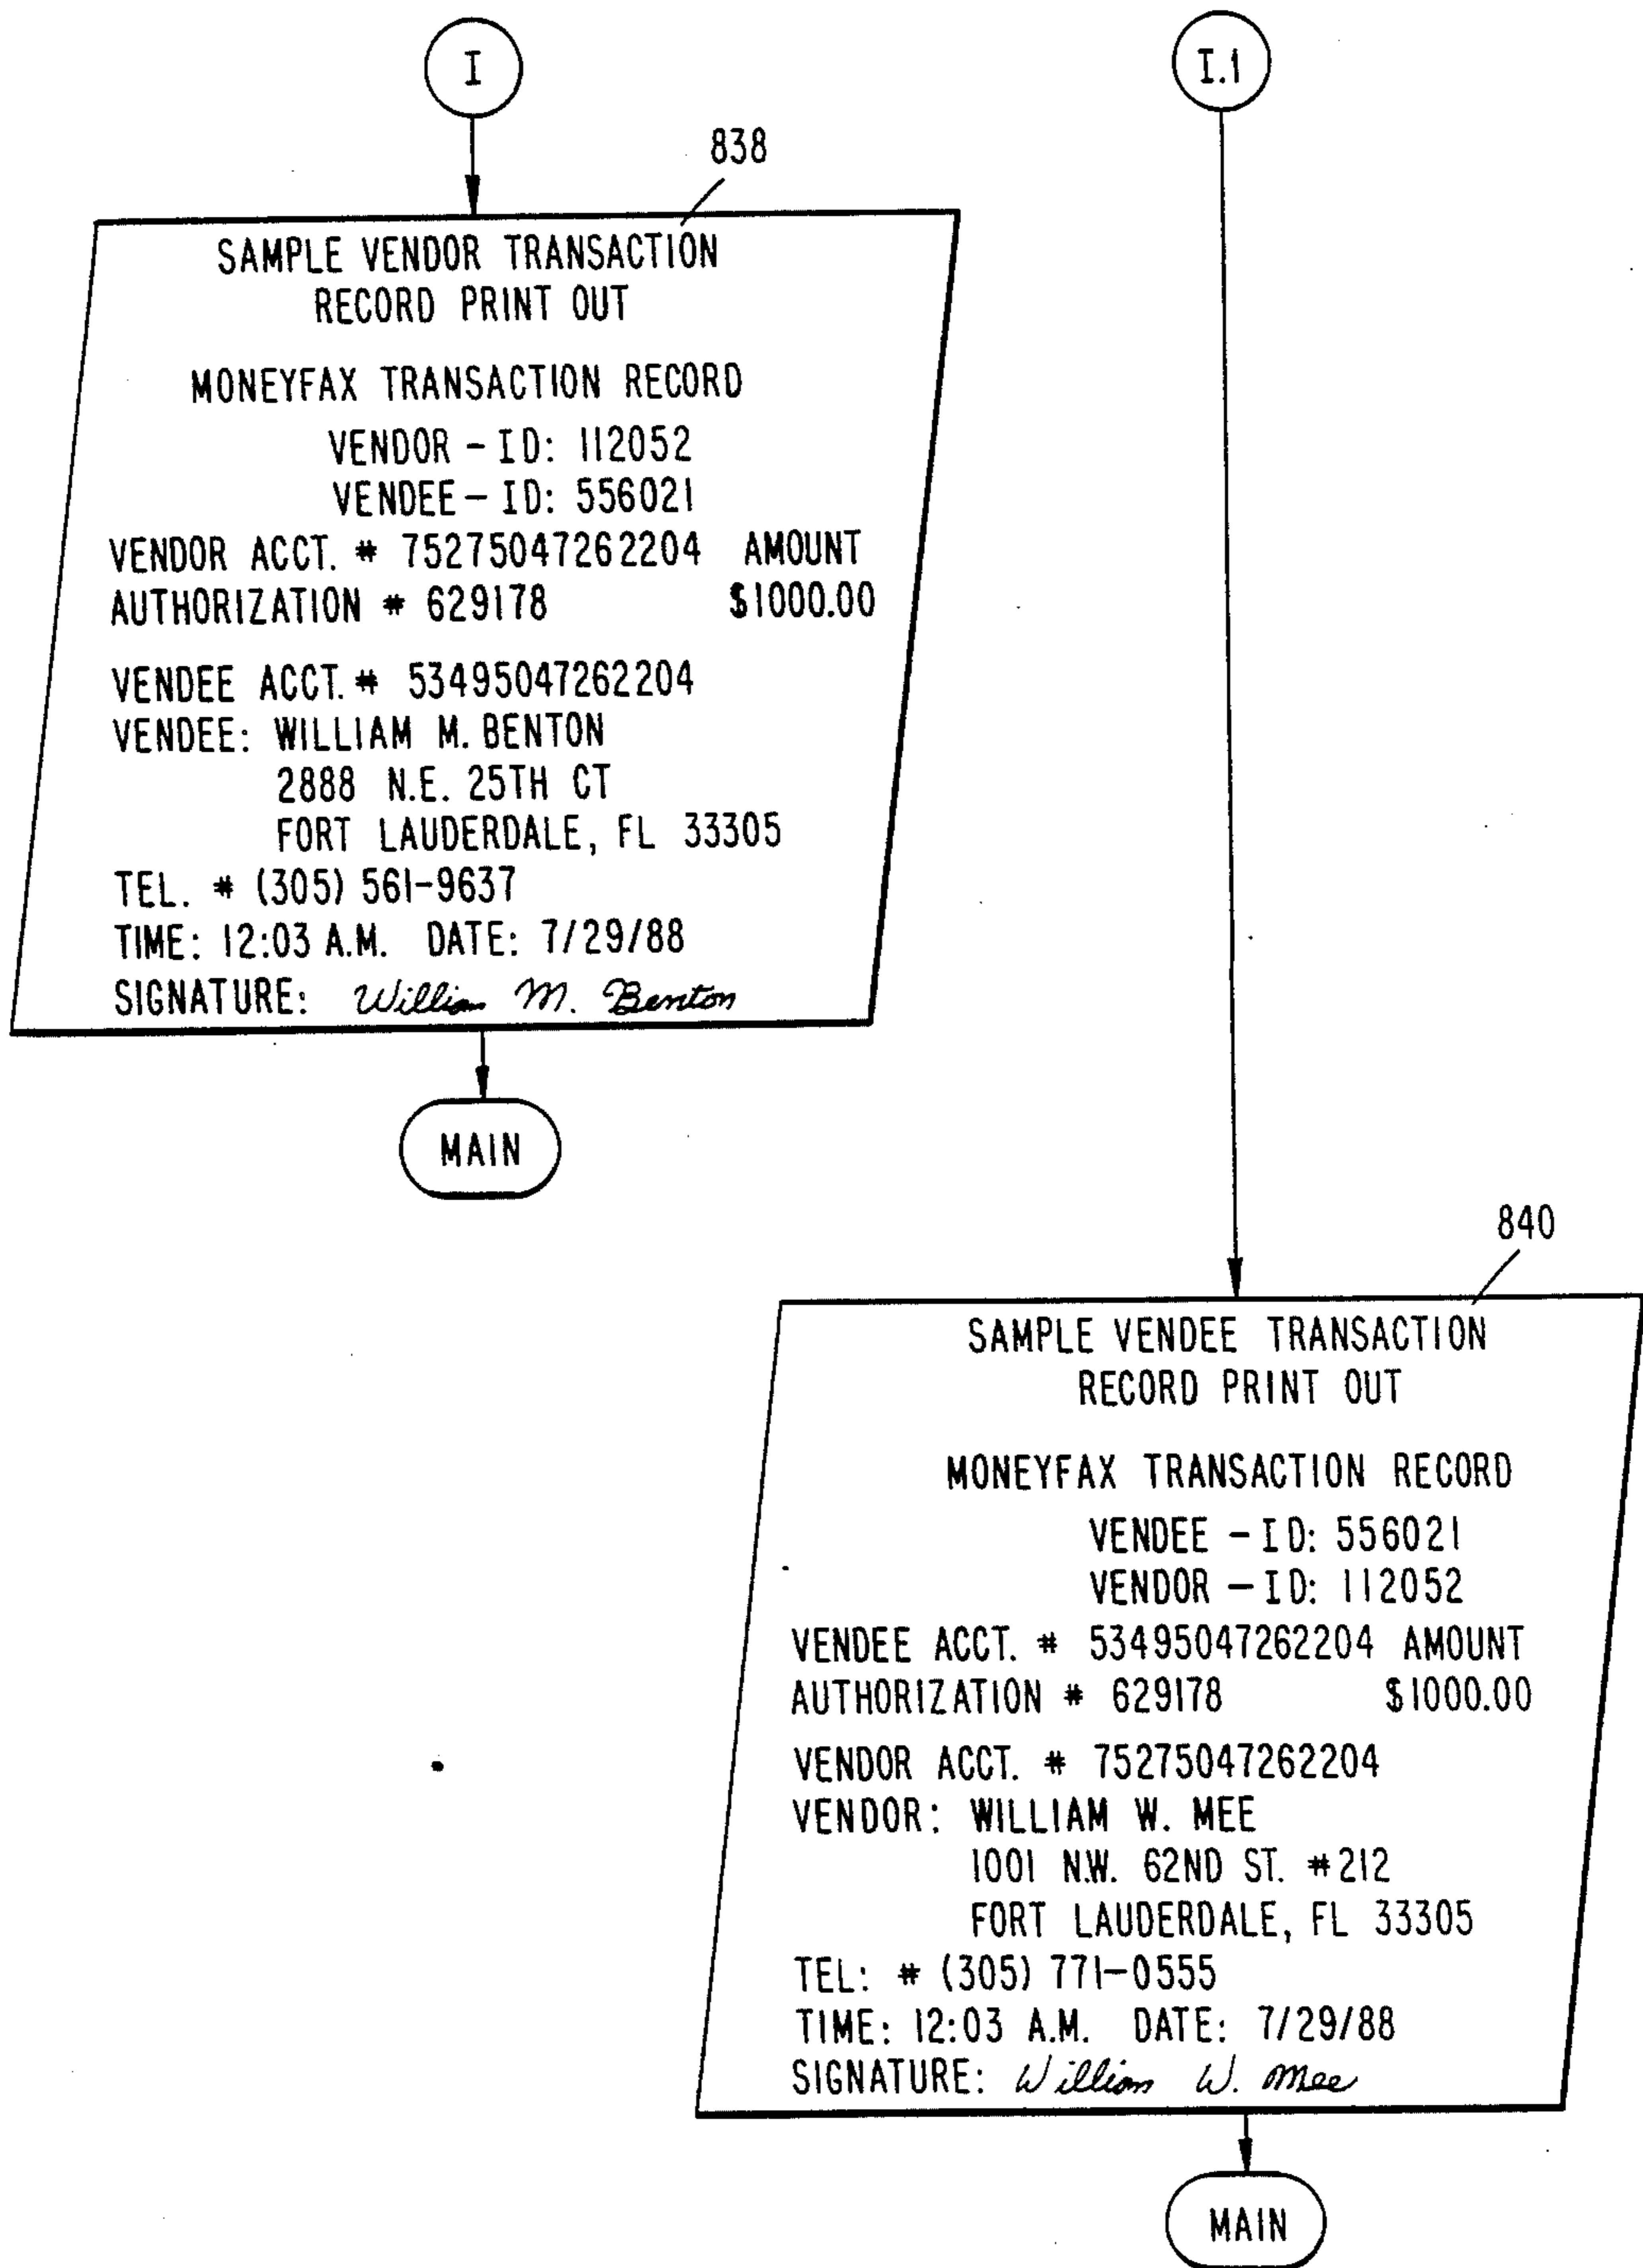 I
838
SAMPLE VENDOR TRANSACTION
RECORD PRINT OUT
MONEYFAX TRANSACTION RECORD
VENDOR - ID: 112052
VENDEE - ID: 556021
VENDOR ACCT. # 75275047262204 AMOUNT
AUTHORIZATION # 629178 $1000.00
VENDEE ACCT. # 53495047262204
VENDEE: WILLIAM M. BENTON
2888 N.E. 25TH CT
FORT LAUDERDALE, FL 33305
TEL. # (305) 561-9637
TIME: 12:03 A.M. DATE: 7/29/88
SIGNATURE: William M. Benton
MAIN
I.1
840
SAMPLE VENDEE TRANSACTION
RECORD PRINT OUT
MONEYFAX TRANSACTION RECORD
VENDEE - ID: 556021
VENDOR - ID: 112052
VENDEE ACCT. # 53495047262204 AMOUNT
AUTHORIZATION # 629178 $1000.00
VENDOR ACCT. # 75275047262204
VENDOR: WILLIAM W. MEE
1001 N.W. 62ND ST. #212
FORT LAUDERDALE, FL 33305
TEL: # (305) 771-0555
TIME: 12:03 A.M. DATE: 7/29/88
SIGNATURE: William W. Mee
MAIN